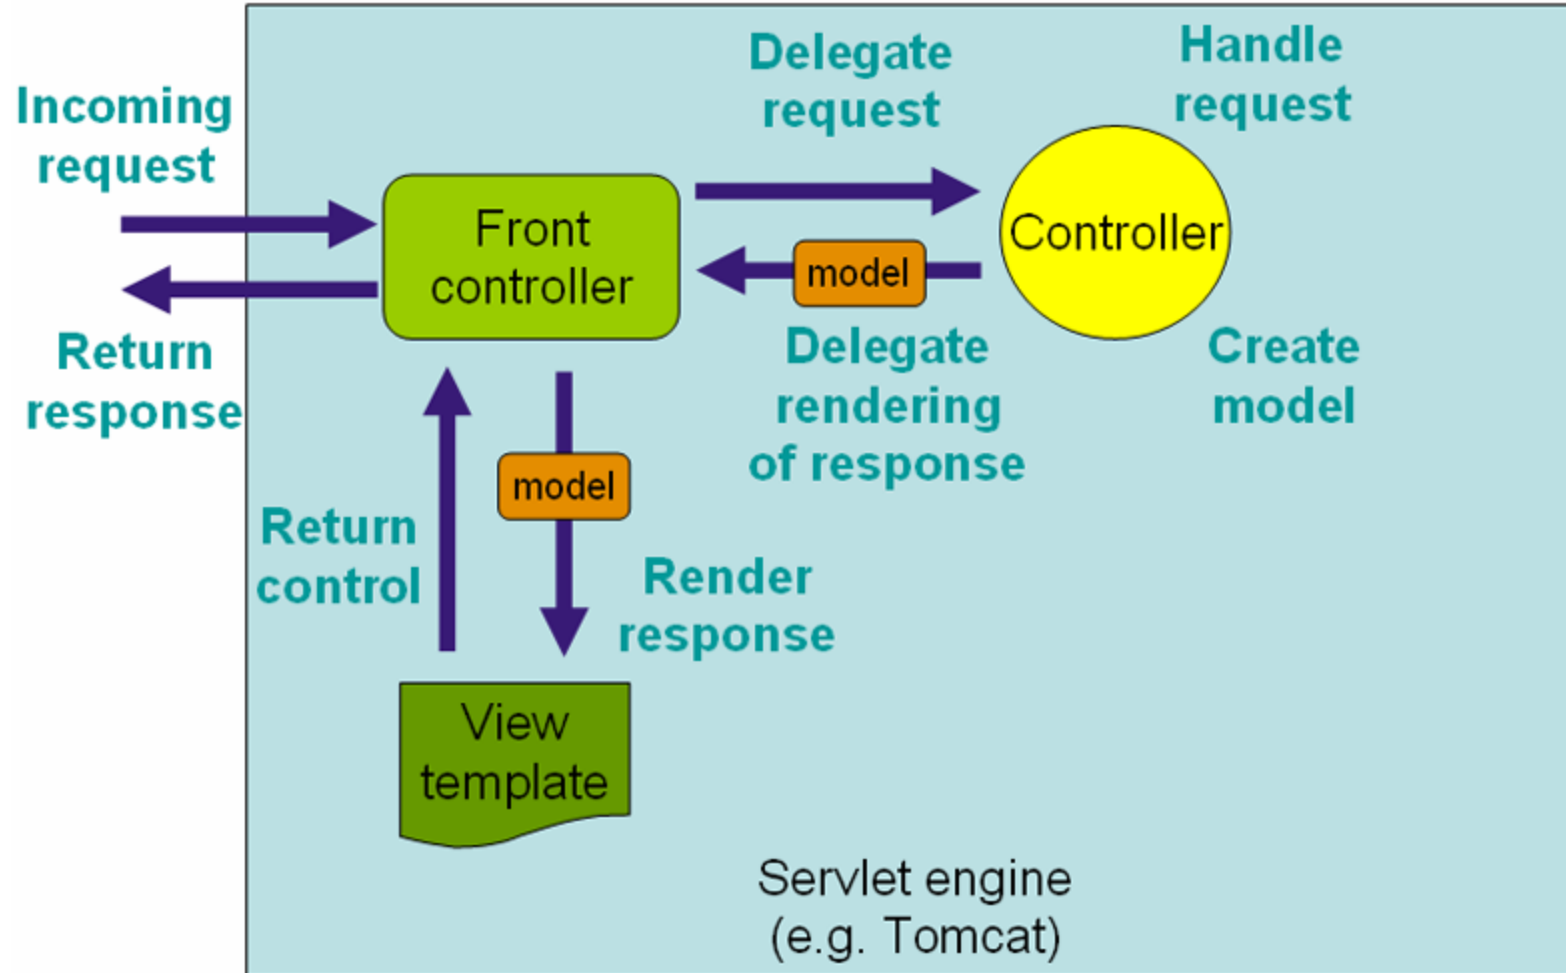 Incoming
request
Return
response
Front
controller
Delegate
request
Handle
request
Controller
model
Delegate
rendering
of response
Create
model
model
Return
control
Render
response
View
template
Servlet engine
(e.g. Tomcat)